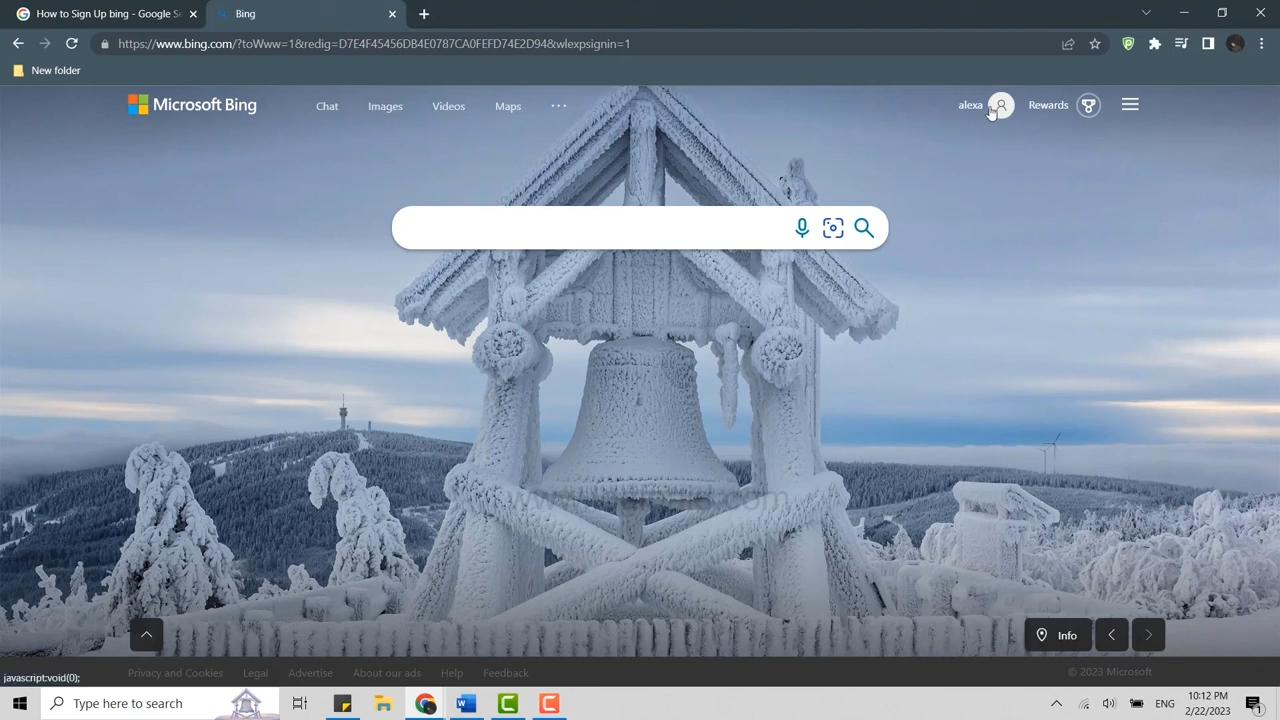 How to Sign Up bing - Google Se
Bing
https://www.bing.com/?toWww=1&redig=D7E4F45456DB4E0787CA0FEFD74E2D94&wlexpsignin=1
New folder
Microsoft Bing
Chat
Images
Videos
Maps
alexa
Rewards
Info
Privacy and Cookies
Legal
Advertise
About our ads
Help
Feedback
© 2023 Microsoft
javascript:void(0);
Type here to search
ENG
10:12 PM
2/22/2023
1